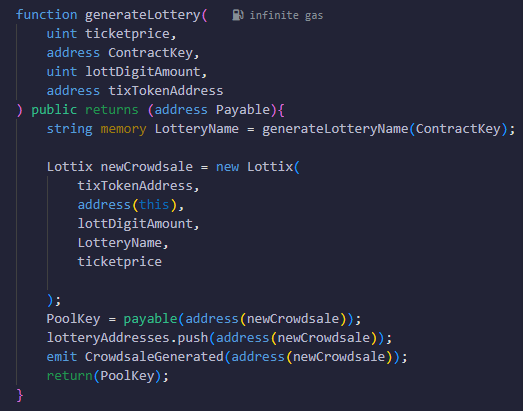 function generateLottery( infinite gas
    uint ticketprice,
    address ContractKey,
    uint lottDigitAmount,
    address tixTokenAddress
) public returns (address Payable){
    string memory LotteryName = generateLotteryName(ContractKey);

    Lottix newCrowdsale = new Lottix(
        tixTokenAddress,
        address(this),
        lottDigitAmount,
        LotteryName,
        ticketprice

    );
    PoolKey = payable(address(newCrowdsale));
    lotteryAddresses.push(address(newCrowdsale));
    emit CrowdsaleGenerated(address(newCrowdsale));
    return(PoolKey);
}